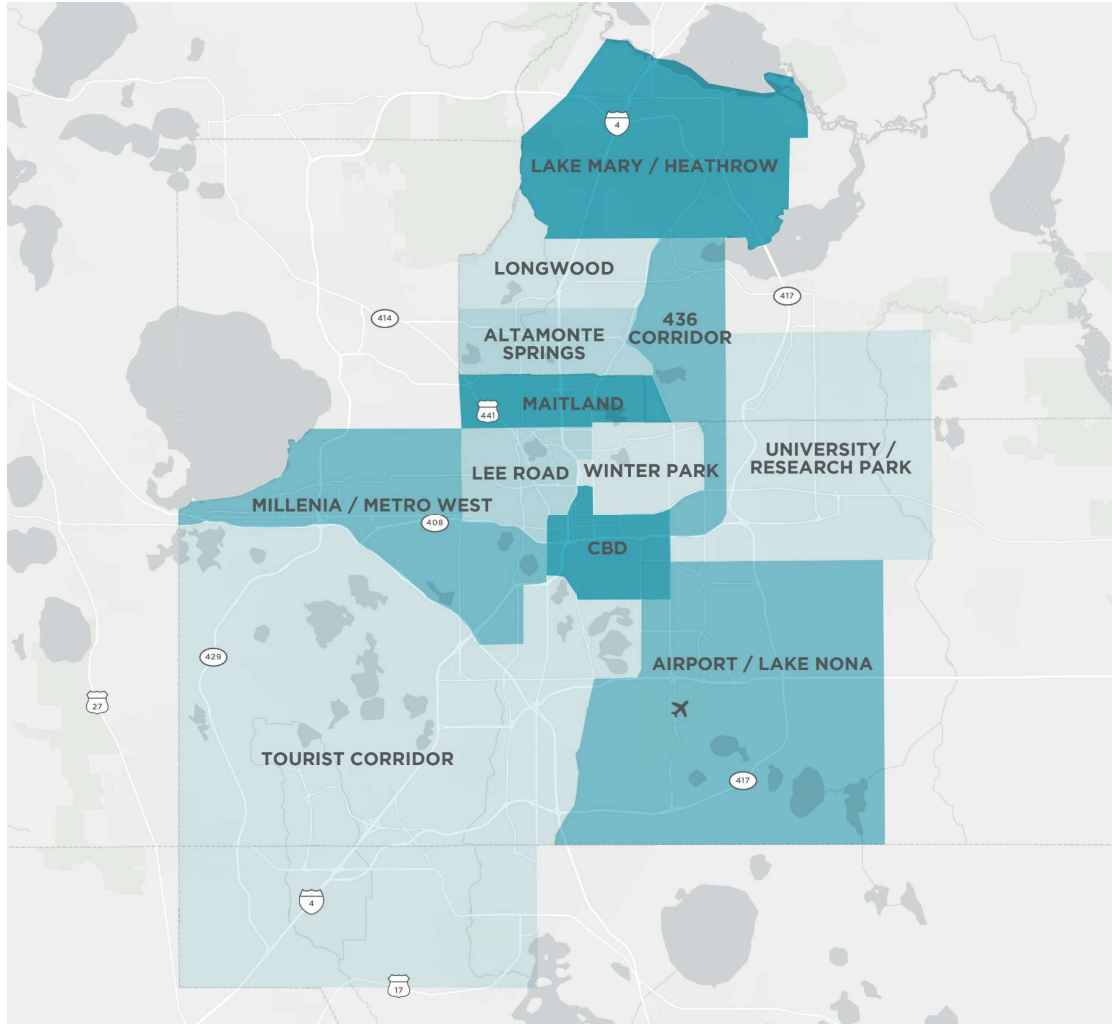 4
LAKE MARY / HEATHROW
LONGWOOD
417
414
436
CORRIDOR
ALTAMONTE
SPRINGS
MAITLAND
441
UNIVERSITY /
RESEARCH PARK
LEE ROAD
WINTER PARK
MILLENIA / METRO WEST
408
CBD
429
AIRPORT / LAKE NONA
27
TOURIST CORRIDOR
417
4
17